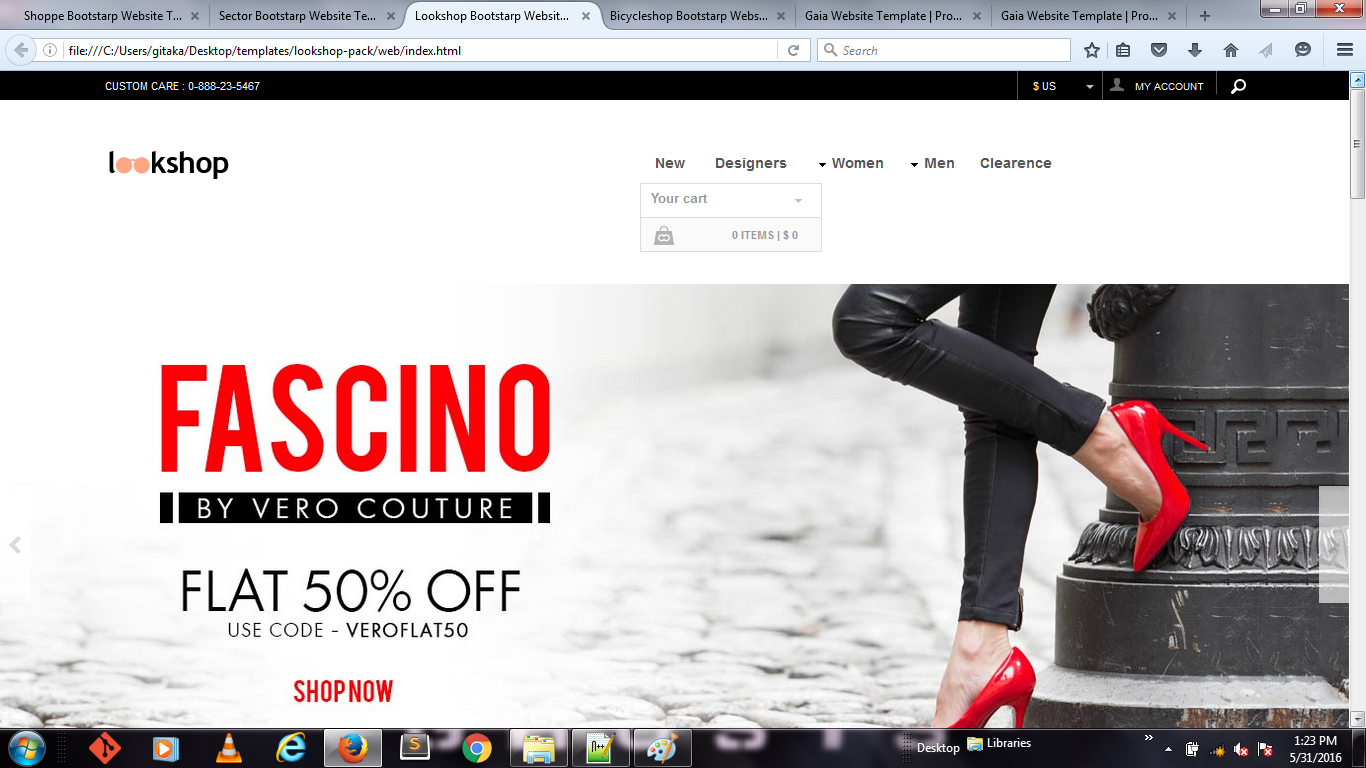 Shoppe Bootstarp Website T...
Sector Bootstarp Website Te...
Lookshop Bootstarp Websit...
Bicycleshop Bootstarp Webs...
Gaia Website Template | Pro...
Gaia Website Template | Pro...
file:///C:/Users/gitaka/Desktop/templates/lookshop-pack/web/index.html
Search
CUSTOM CARE : 0-888-23-5467
$ US
MY ACCOUNT
lookshop
New Designers Women Men Clearence
Your cart
0 ITEMS | $ 0
FASCINO
BY VERO COUTURE
FLAT 50% OFF
USE CODE - VEROFLAT50
SHOP NOW
Desktop
Libraries
1:23 PM
5/31/2016